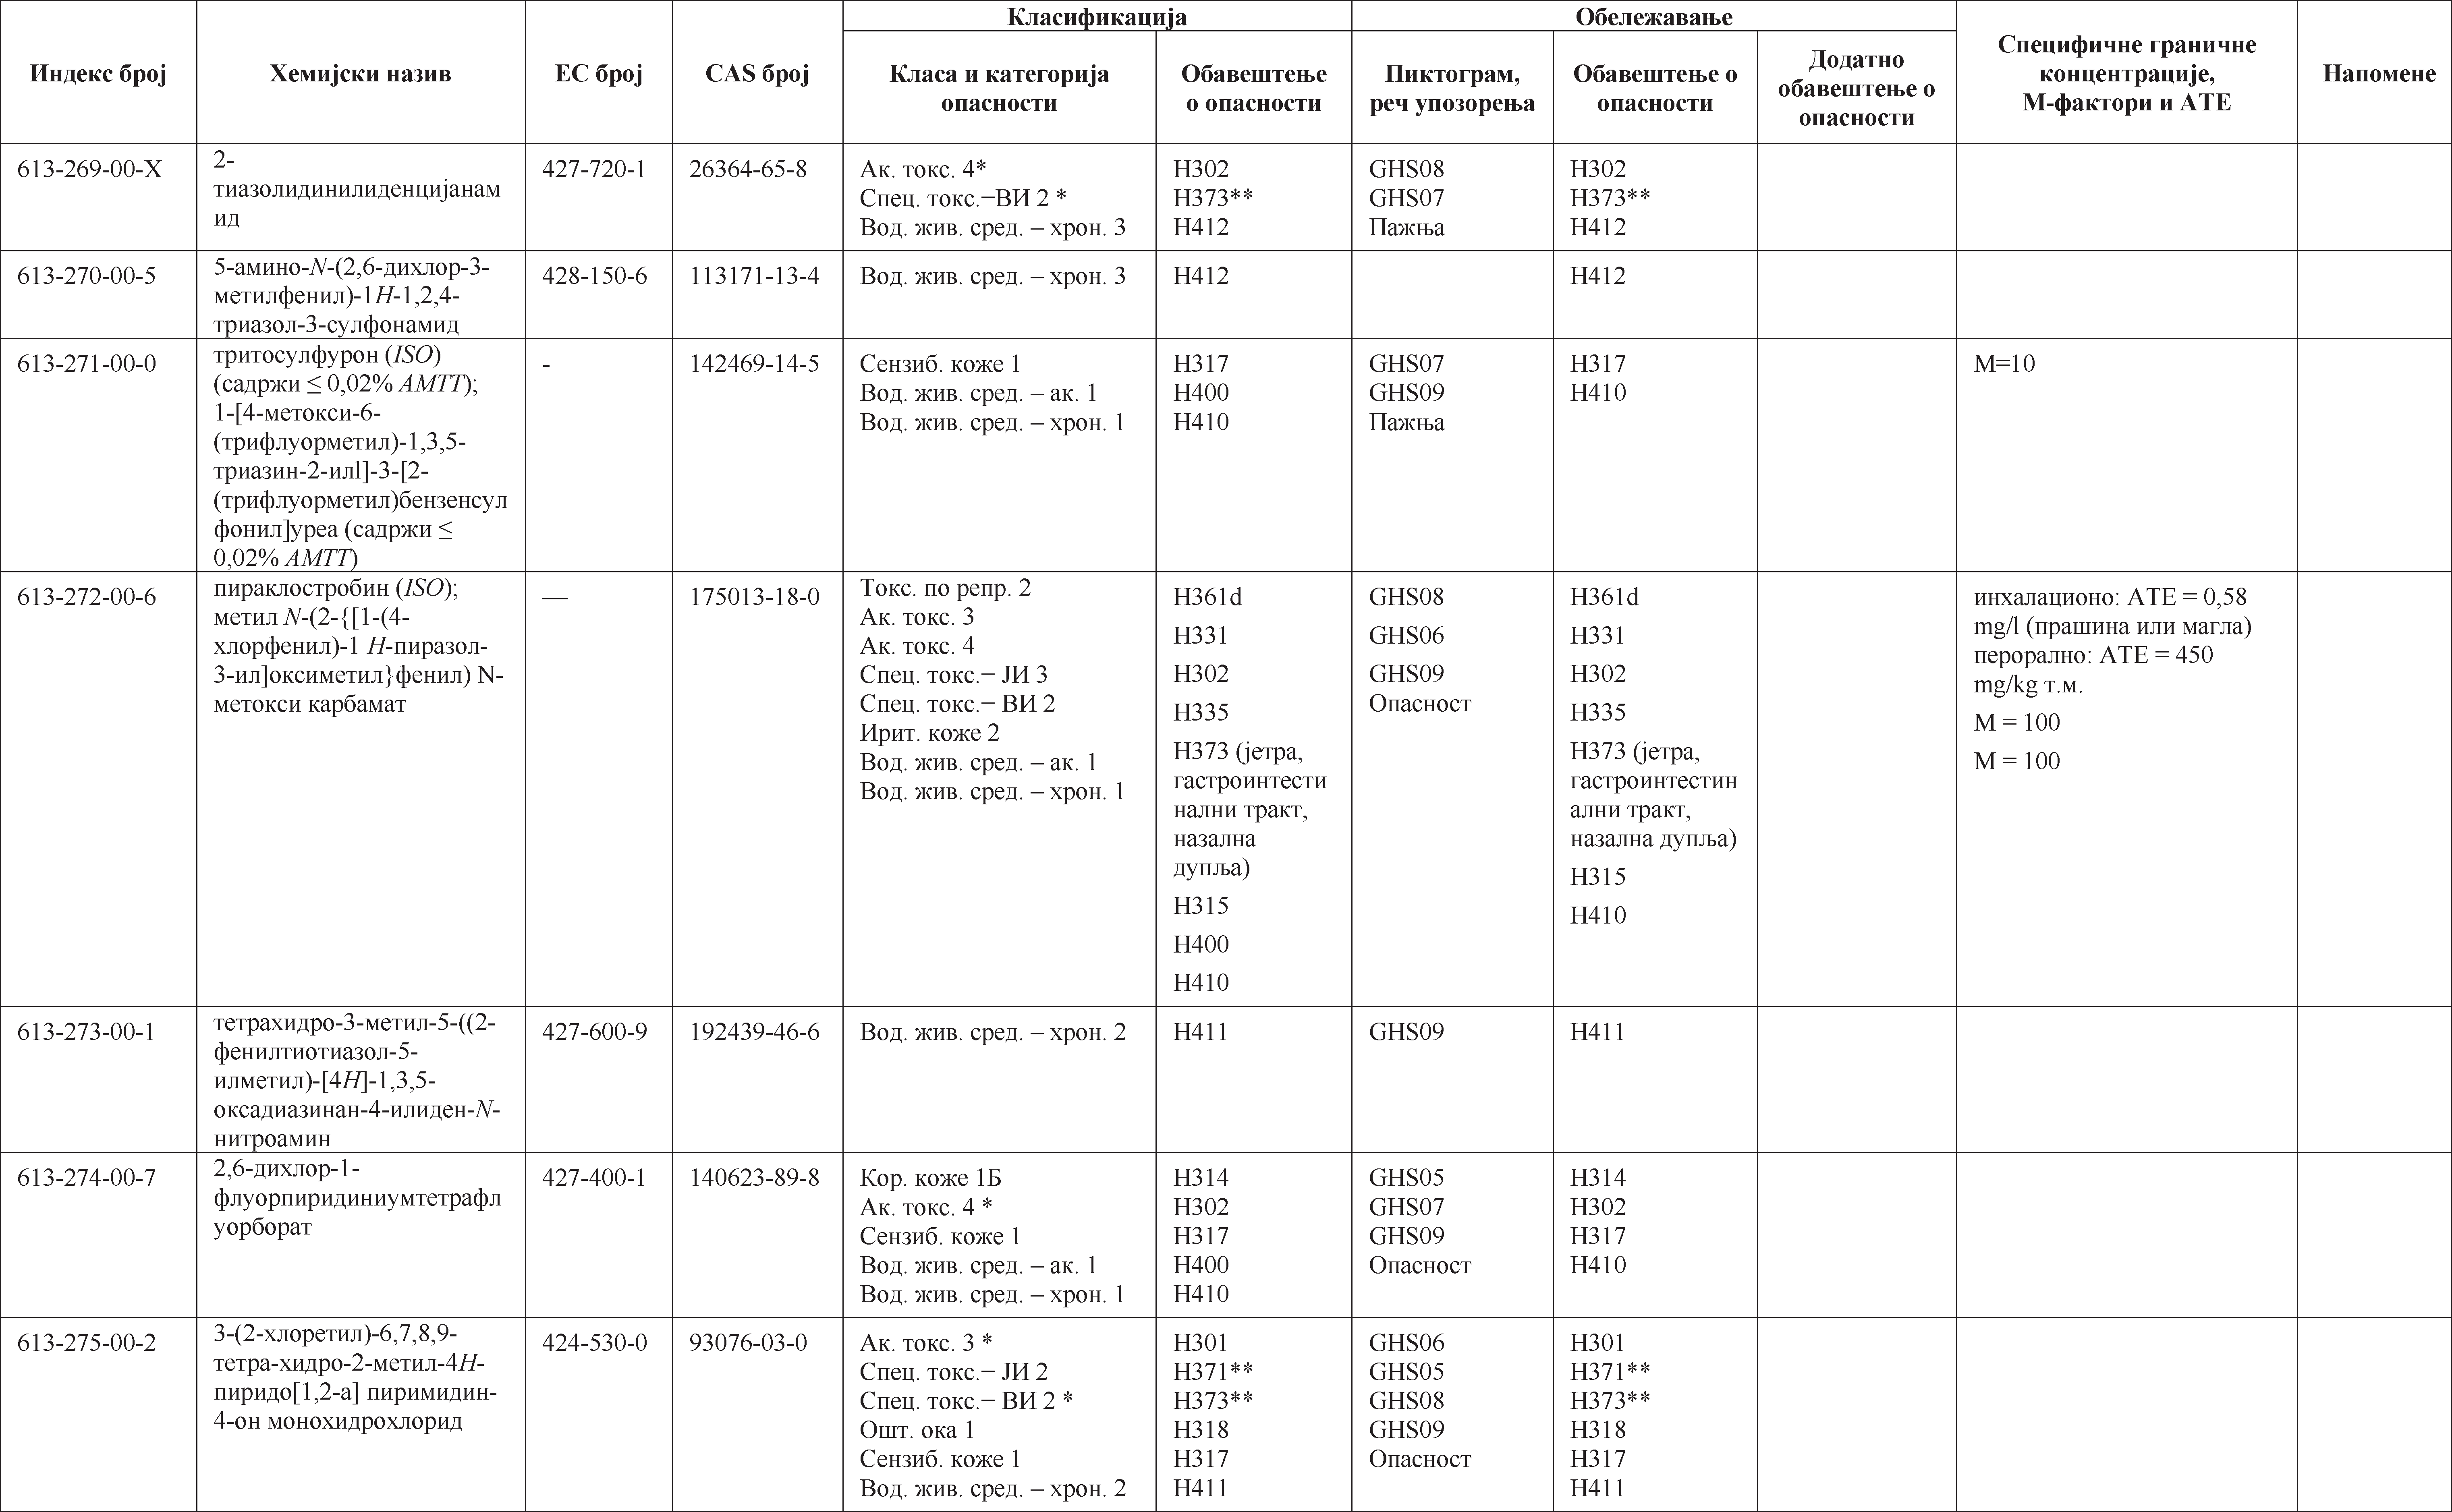 Индекс број
Хемијски назив
ЕС број
CAS број
Класификација
Обележавање
Класа и категорија
опасности
Обавештење
о опасности
Пиктограм,
реч упозорења
Обавештење о
опасности
Додатно
обавештење о
опасности
Специфичне граничне
концентрације,
М-фактори и АТЕ
Напомене
613-269-00-X
2-
тиазолидинилиденцијанам
ид
427-720-1
26364-65-8
Ак. токс. 4*
Спец. токс.−ВИ 2 *
Вод. жив. сред. – хрон. 3
H302
H373**
H412
GHS08
GHS07
Пажња
H302
H373**
H412
613-270-00-5
5-амино-N-(2,6-дихлор-3-
метилфенил)-1H-1,2,4-
триазол-3-сулфонамид
428-150-6
113171-13-4
Вод. жив. сред. – хрон. 3
H412
H412
613-271-00-0
тритосулфурон (ISO)
(садржи ≤ 0,02% AMTT);
1-[4-метокси-6-
(трифлуорметил)-1,3,5-
триазин-2-илl]-3-[2-
(трифлуорметил)бензенсул
фонил]уреа (садржи ≤
0,02% AMTT)
-
142469-14-5
Сензиб. коже 1
Вод. жив. сред. – ак. 1
Вод. жив. сред. – хрон. 1
H317
H400
H410
GHS07
GHS09
Пажња
H317
H410
M=10
613-272-00-6
пираклостробин (ISO);
метил N-(2-{[1-(4-
хлорфенил)-1 H-пиразол-
3-ил]оксиметил}фенил) N-
метокси карбамат
—
175013-18-0
Токс. по репр. 2
Ак. токс. 3
Ак. токс. 4
Спец. токс.− ЈИ 3
Спец. токс.− ВИ 2
Ирит. коже 2
Вод. жив. сред. – ак. 1
Вод. жив. сред. – хрон. 1
H361d
H331
H302
H335
H373 (јетра,
гастроинтести
нални тракт,
назална
дупља)
H315
H400
H410
GHS08
GHS06
GHS09
Опасност
H361d
H331
H302
H335
H373 (јетра,
гастроинтестин
ални тракт,
назална дупља)
H315
H410
инхалационо: ATE = 0,58
mg/l (прашина или магла)
перорално: ATE = 450
mg/kg т.м.
M = 100
M = 100
613-273-00-1
тетрахидро-3-метил-5-((2-
фенилтиотиазол-5-
илметил)-[4H]-1,3,5-
оксадиазинан-4-илиден-N-
нитроамин
427-600-9
192439-46-6
Вод. жив. сред. – хрон. 2
H411
GHS09
H411
613-274-00-7
2,6-дихлор-1-
флуорпиридиниумтетрафл
уорборат
427-400-1
140623-89-8
Кор. коже 1Б
Ак. токс. 4 *
Сензиб. коже 1
Вод. жив. сред. – ак. 1
Вод. жив. сред. – хрон. 1
H314
H302
H317
H400
H410
GHS05
GHS07
GHS09
Опасност
H314
H302
H317
H410
613-275-00-2
3-(2-хлоретил)-6,7,8,9-
тетра-хидро-2-метил-4H-
пиридо[1,2-a] пиримидин-
4-он монохидрохлорид
424-530-0
93076-03-0
Ак. токс. 3 *
Спец. токс.− ЈИ 2
Спец. токс.− ВИ 2 *
Ошт. ока 1
Сензиб. коже 1
Вод. жив. сред. – хрон. 2
H301
H371**
H373**
H318
H317
H411
GHS06
GHS05
GHS08
GHS09
Опасност
H301
H371**
H373**
H318
H317
H411